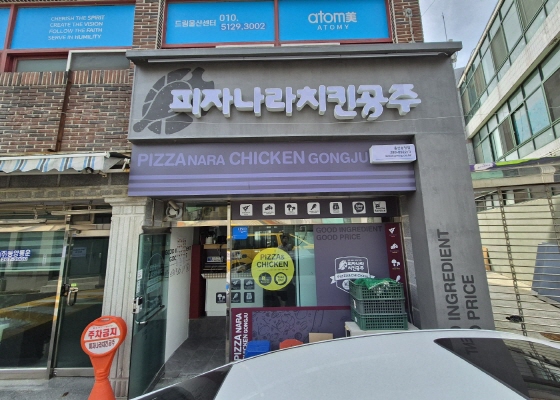 CHERISH THE SPIRIT
CREATE THE VISION
FOLLOW THE FAITH
SERVE IN HUMILITY
드림울산센터
010.
5129.3002
atom美
ATOMY
피자나라치킨공주
PIZZA NARA CHICKEN GONGJU
GOOD INGREDIENT
GOOD PRICE
PIZZA&
CHICKEN
PIZZA NARA
CHICKEN GONGJU
INGREDIENT
PRICE
주차금지